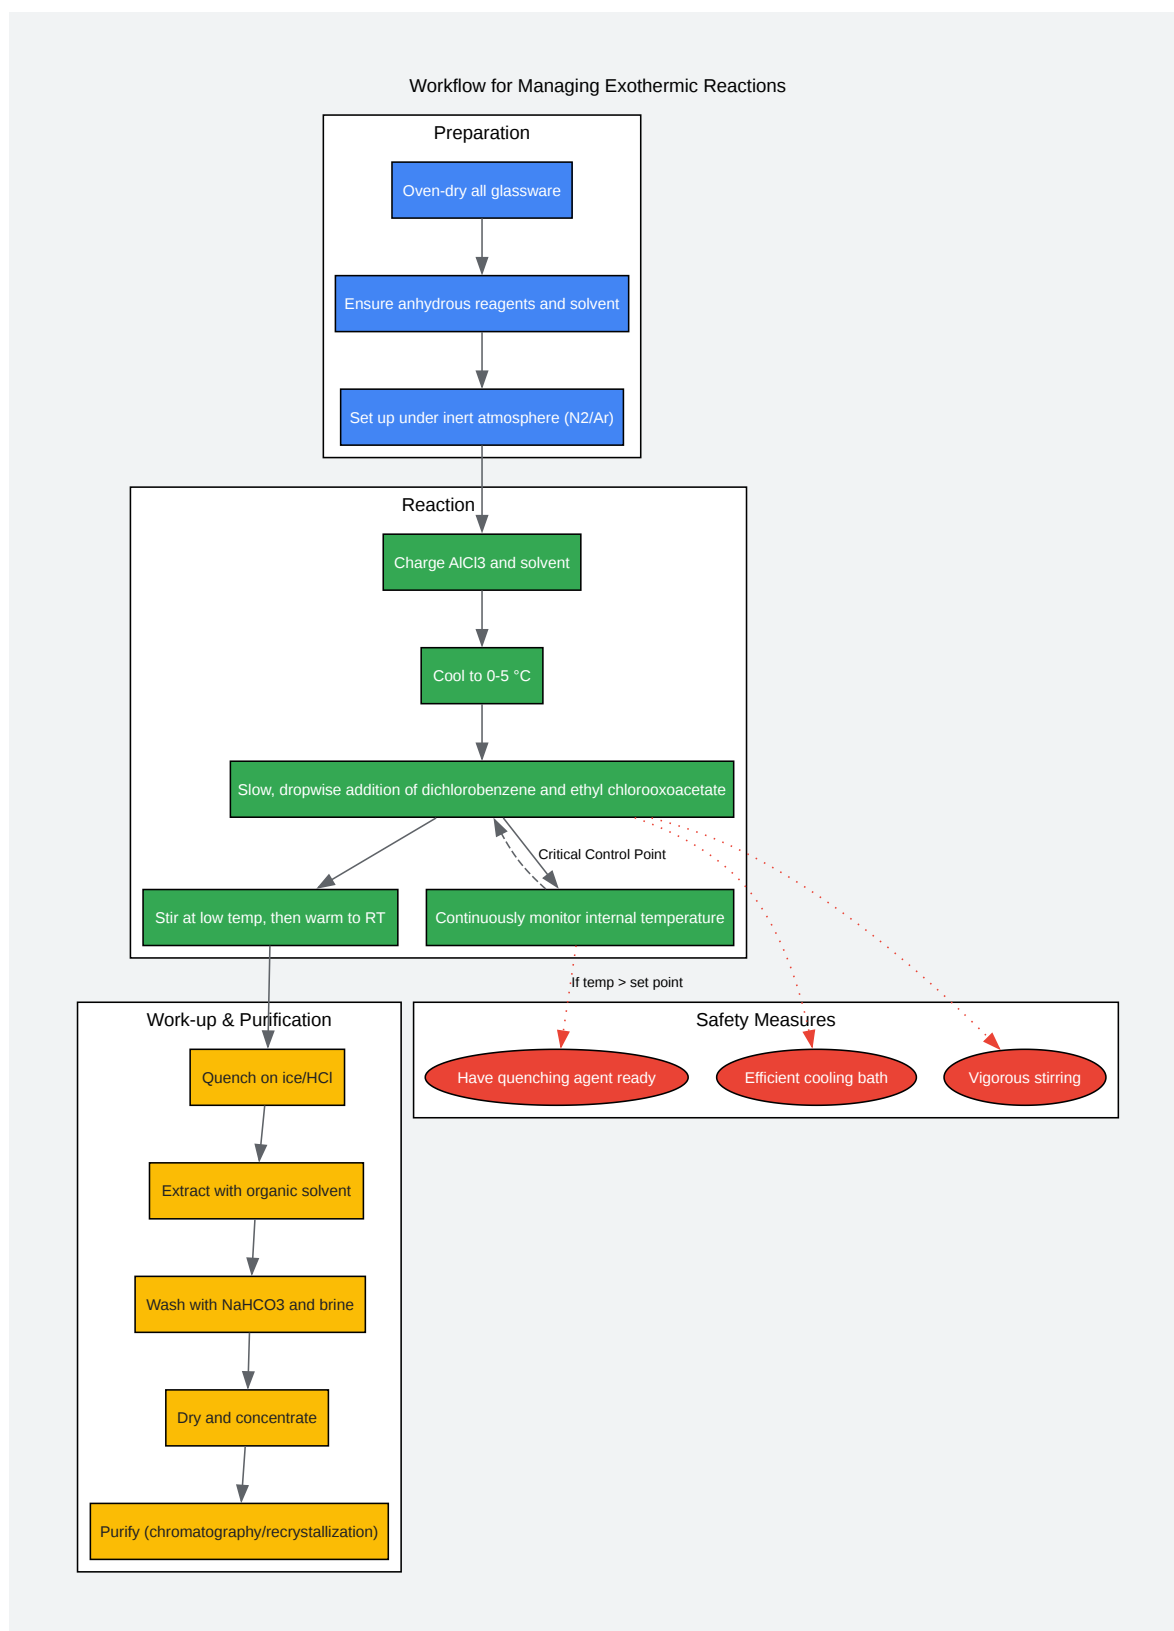 Workflow for Managing Exothermic Reactions
Preparation
Oven-dry all glassware
Ensure anhydrous reagents and solvent
Set up under inert atmosphere (N2/Ar)
Reaction
Charge AlCl3 and solvent
Cool to 0-5 °C
Slow, dropwise addition of dichlorobenzene and ethyl chlorooxoacetate
Critical Control Point
Stir at low temp, then warm to RT
Continuously monitor internal temperature
If temp > set point
Work-up & Purification
Quench on ice/HCl
Extract with organic solvent
Wash with NaHCO3 and brine
Dry and concentrate
Purify (chromatography/recrystallization)
Safety Measures
Have quenching agent ready
Efficient cooling bath
Vigorous stirring